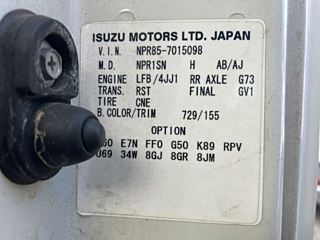 ISUZU MOTORS LTD. JAPAN
V.I.N. NPR85-7015098
M.D. NPR1SN H AB/AJ
ENGINE LFB/4JJ1 RR AXLE G73
TRANS. RST FINAL GV1
TIRE CNE
B.COLOR/TRIM 729/155
OPTION
E7N FF0 G50 K89 RPV
J69 34W 8GJ 8GR 8JM